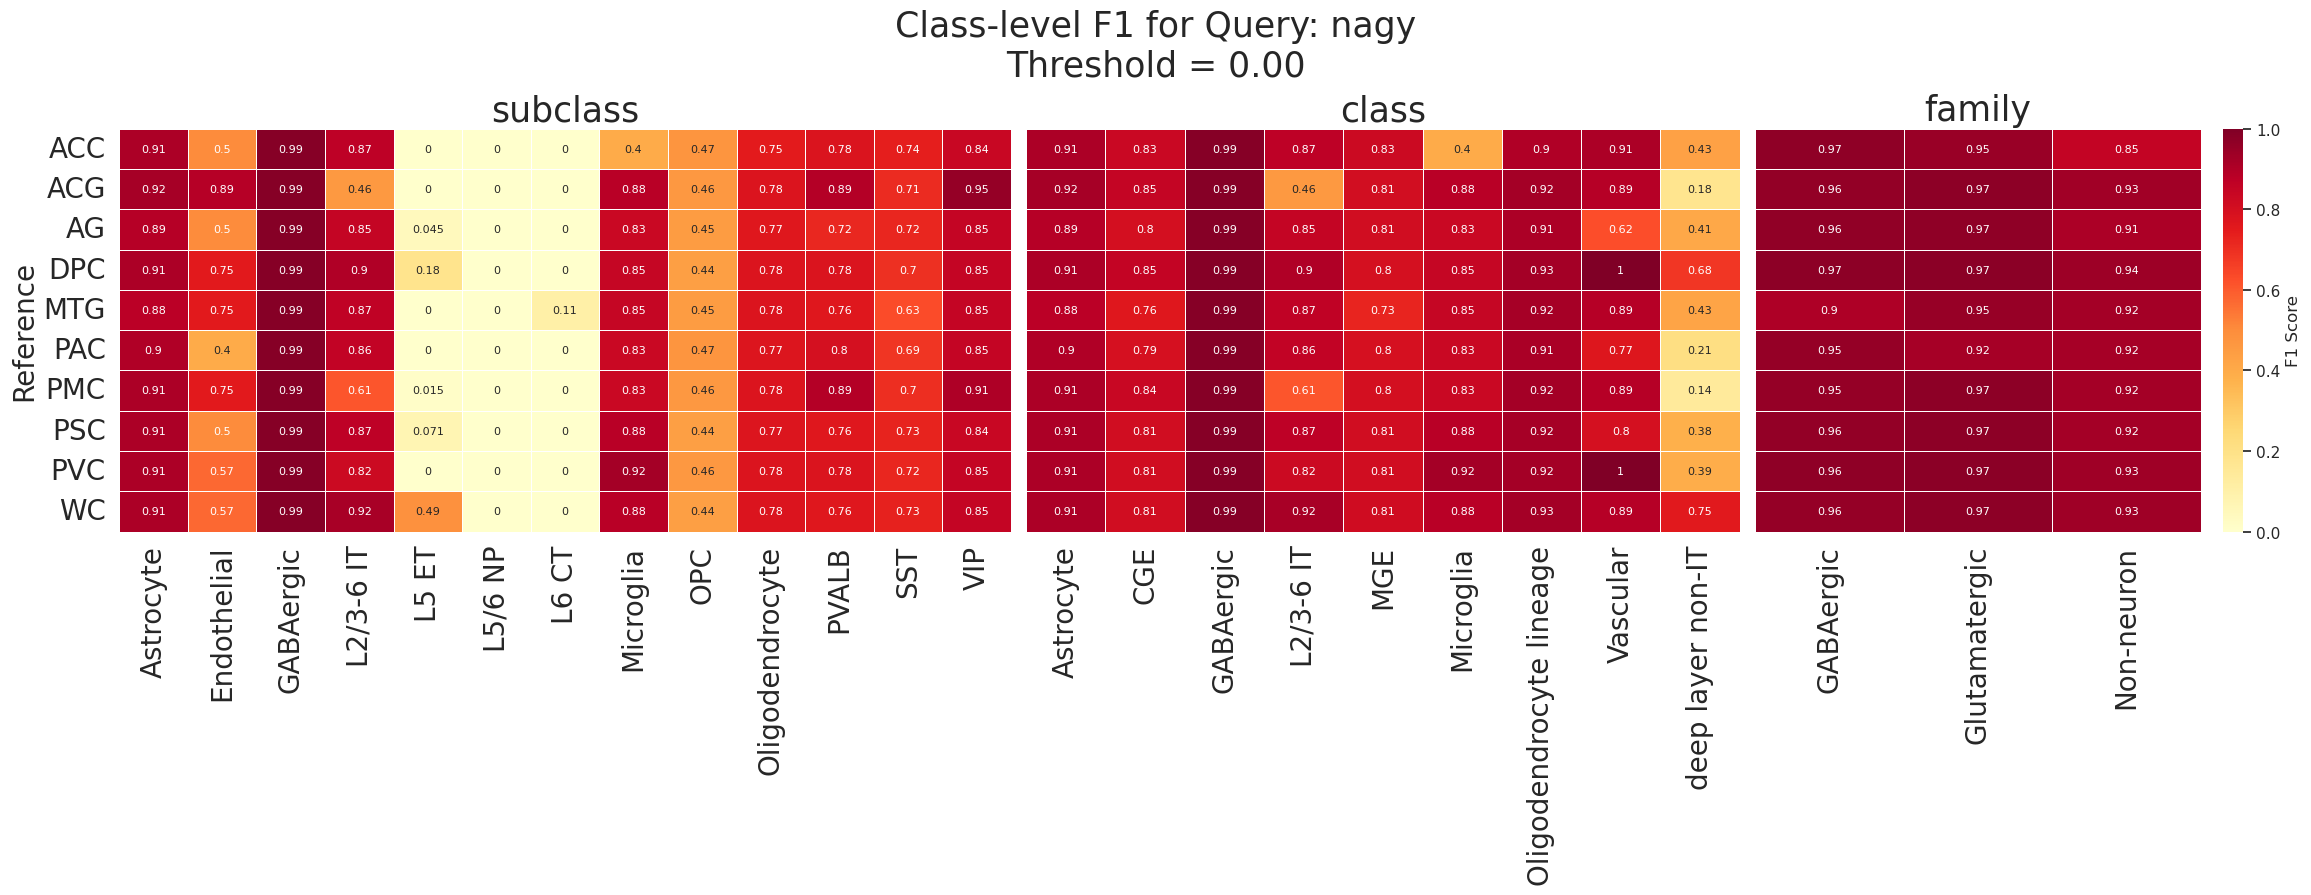 Class-level F1 for Query: nagy
Threshold = 0.00
subclass class family
Reference
ACC 0.91 0.5 0.99 0.87 0 0 0 0.4 0.47 0.75 0.78 0.74 0.84 0.91 0.83 0.99 0.87 0.83 0.4 0.9 0.91 0.43 0.97 0.95 0.85
ACG 0.92 0.89 0.99 0.46 0 0 0 0.88 0.46 0.78 0.89 0.71 0.95 0.92 0.85 0.99 0.46 0.81 0.88 0.92 0.89 0.18 0.96 0.97 0.93
AG 0.89 0.5 0.99 0.85 0.045 0 0 0.83 0.45 0.77 0.72 0.72 0.85 0.89 0.8 0.99 0.85 0.81 0.83 0.91 0.62 0.41 0.96 0.97 0.91
DPC 0.91 0.75 0.99 0.9 0.18 0 0 0.85 0.44 0.78 0.78 0.7 0.85 0.91 0.85 0.99 0.9 0.8 0.85 0.93 1 0.68 0.97 0.97 0.94
MTG 0.88 0.75 0.99 0.87 0 0 0.11 0.85 0.45 0.78 0.76 0.63 0.85 0.88 0.76 0.99 0.87 0.73 0.85 0.92 0.89 0.43 0.9 0.95 0.92
PAC 0.9 0.4 0.99 0.86 0 0 0 0.83 0.47 0.77 0.8 0.69 0.85 0.9 0.79 0.99 0.86 0.8 0.83 0.91 0.77 0.21 0.95 0.92 0.92
PMC 0.91 0.75 0.99 0.61 0.015 0 0 0.83 0.46 0.78 0.89 0.7 0.91 0.91 0.84 0.99 0.61 0.8 0.83 0.92 0.89 0.14 0.95 0.97 0.92
PSC 0.91 0.5 0.99 0.87 0.071 0 0 0.88 0.44 0.77 0.76 0.73 0.84 0.91 0.81 0.99 0.87 0.81 0.88 0.92 0.8 0.38 0.96 0.97 0.92
PVC 0.91 0.57 0.99 0.82 0 0 0 0.92 0.46 0.78 0.78 0.72 0.85 0.91 0.81 0.99 0.82 0.81 0.92 0.92 1 0.39 0.96 0.97 0.93
WC 0.91 0.57 0.99 0.92 0.49 0 0 0.88 0.44 0.78 0.76 0.73 0.85 0.91 0.81 0.99 0.92 0.81 0.88 0.93 0.89 0.75 0.96 0.97 0.93
Astrocyte
Endothelial
GABAergic
L2/3-6 IT
L5 ET
L5/6 NP
L6 CT
Microglia
OPC
Oligodendrocyte
PVALB
SST
VIP
Astrocyte
CGE
GABAergic
L2/3-6 IT
MGE
Microglia
Oligodendrocyte lineage
Vascular
deep layer non-IT
GABAergic
Glutamatergic
Non-neuron
1.0
0.8
0.6
0.4
0.2
0.0
F1 Score